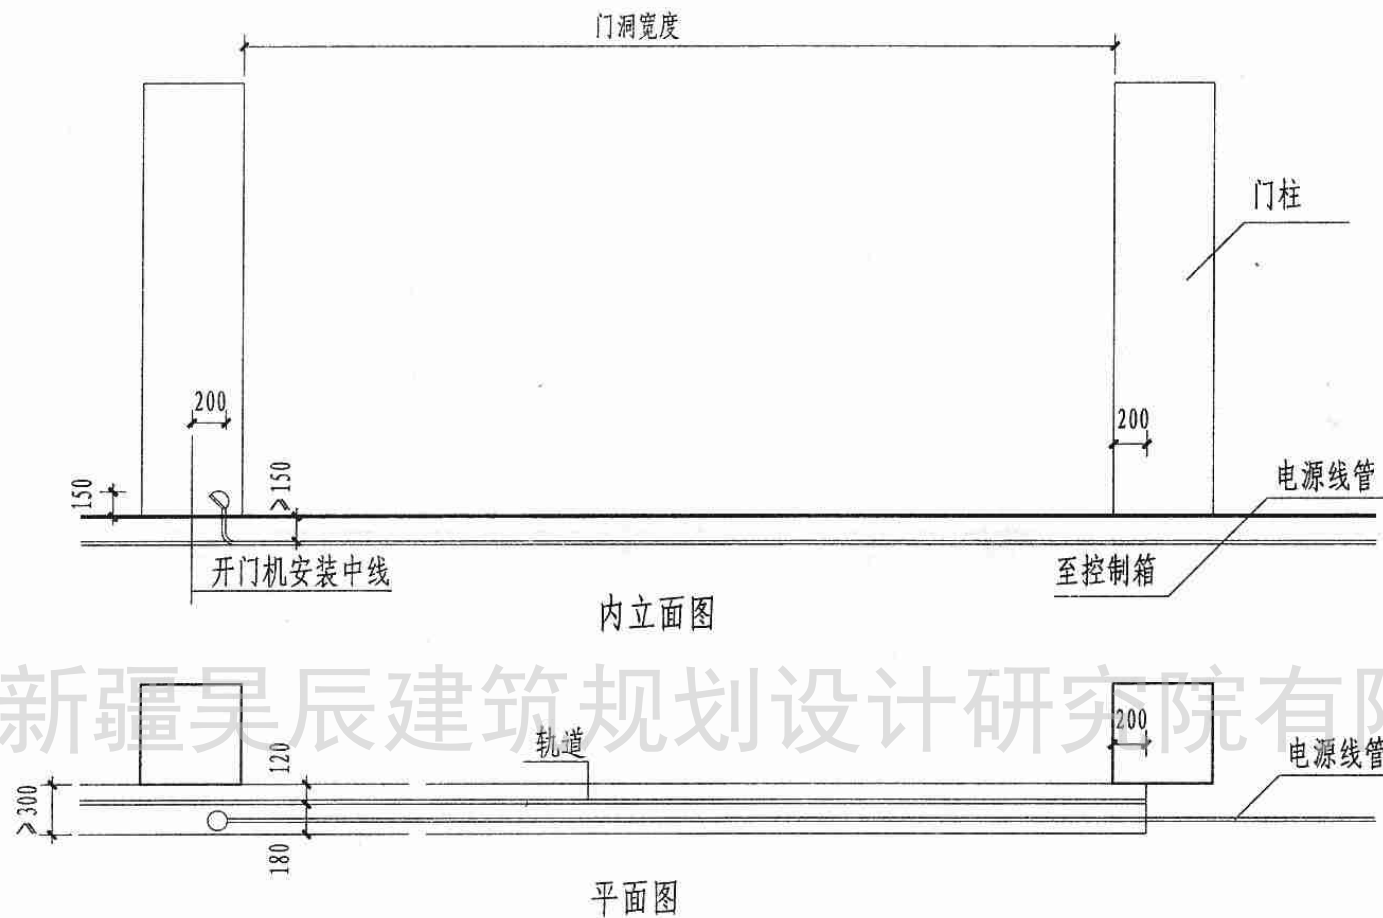 门洞宽度
门柱
200
200
150
≥150
电源线管
开门机安装中线
至控制箱
内立面图
新疆昊辰建筑规划设计研究院有限
200
轨道
120
电源线管
≥300
180
平面图